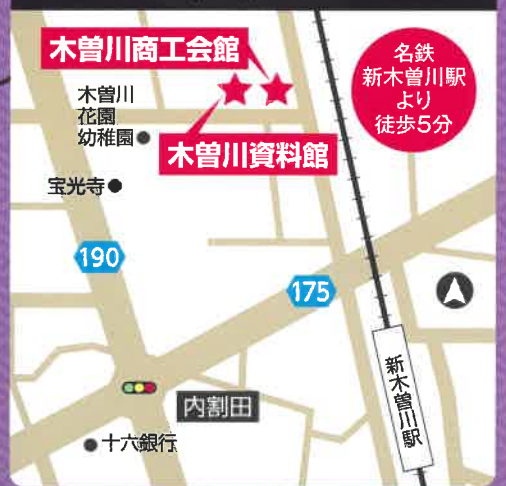 木曽川商工会館
名鉄
新木曽川駅
より
徒歩5分
木曽川
花園
幼稚園
木曽川資料館
宝光寺
190
175
新木曽川駅
内割田
十六銀行